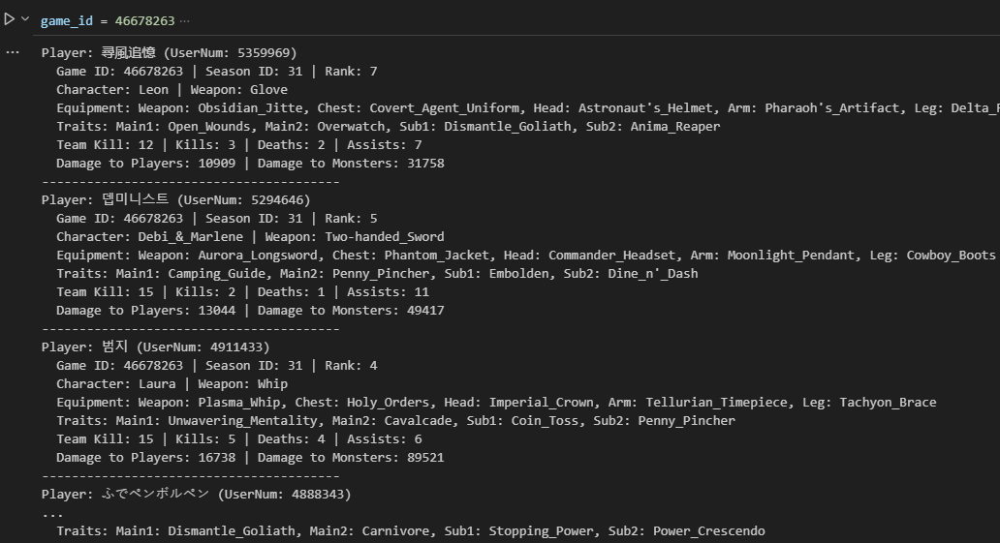 game_id = 46678263 ...
Player: 尋風追憶 (UserNum: 5359969)
Game ID: 46678263 | Season ID: 31 | Rank: 7
Character: Leon | Weapon: Glove
Equipment: Weapon: Obsidian_Jitte, Chest: Covert_Agent_Uniform, Head: Astronaut's_Helmet, Arm: Pharaoh's_Artifact, Leg:
Traits: Main1: Open_Wounds, Main2: Overwatch, Sub1: Dismantle_Goliath, Sub2: Anima_Reaper
Team Kill: 12 | Kills: 3 | Deaths: 2 | Assists: 7
Damage to Players: 10909 | Damage to Monsters: 31758
----------------------------------------
Player: 뎁미니스트 (UserNum: 5294646)
Game ID: 46678263 | Season ID: 31 | Rank: 5
Character: Debi_&_Marlene | Weapon: Two-handed_Sword
Equipment: Weapon: Aurora_Longsword, Chest: Phantom_Jacket, Head: Commander_Headset, Arm: Moonlight_Pendant, Leg: Cowboy_Boots
Traits: Main1: Camping_Guide, Main2: Penny_Pincher, Sub1: Embolden, Sub2: Dine_n'_Dash
Team Kill: 15 | Kills: 2 | Deaths: 1 | Assists: 11
Damage to Players: 13044 | Damage to Monsters: 49417
----------------------------------------
Player: 범지 (UserNum: 4911433)
Game ID: 46678263 | Season ID: 31 | Rank: 4
Character: Laura | Weapon: Whip
Equipment: Weapon: Plasma_Whip, Chest: Holy_Orders, Head: Imperial_Crown, Arm: Tellurian_Timepiece, Leg: Tachyon_Brace
Traits: Main1: Unwavering_Mentality, Main2: Cavalcade, Sub1: Coin_Toss, Sub2: Penny_Pincher
Team Kill: 15 | Kills: 5 | Deaths: 4 | Assists: 6
Damage to Players: 16738 | Damage to Monsters: 89521
----------------------------------------
Player: ふでペンボルペン (UserNum: 4888343)
...
Traits: Main1: Dismantle_Goliath, Main2: Carnivore, Sub1: Stopping_Power, Sub2: Power_Crescendo